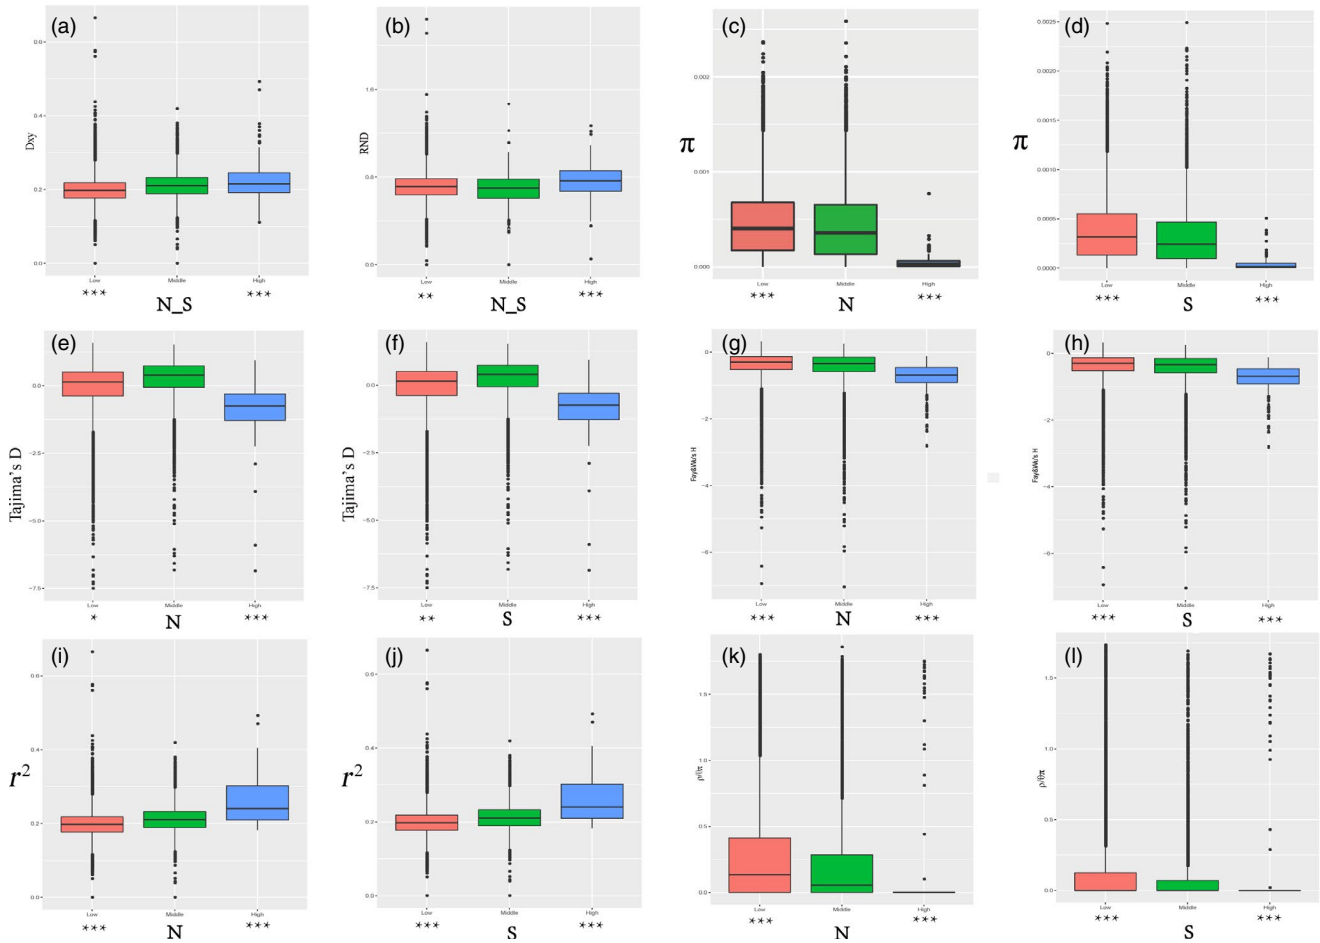 (a)
0.6
0.4
0.2
0.0
Dxy
Low Middle High
*** ***
N_S
(b)
1.6
0.8
0.0
RND
Low Middle High
** ***
N_S
(c)
0.002
0.001
0.000
π
Low Middle High
*** ***
N
(d)
0.0025
0.0020
0.0015
0.0010
0.0005
0.0000
π
Low Middle High
*** ***
S
(e)
0.0
−2.5
−5.0
−7.5
Tajima's D
Low Middle High
* ***
N
(f)
0.0
−2.5
−5.0
−7.5
Tajima's D
Low Middle High
** ***
S
(g)
0
−2
−4
−6
Fay&Wu's H
Low Middle High
*** ***
N
(h)
0
−2
−4
−6
Fay&Wu's H
Low Middle High
*** ***
S
(i)
0.6
0.4
0.2
0.0
r²
Low Middle High
*** ***
N
(j)
0.6
0.4
0.2
0.0
r²
Low Middle High
*** ***
S
(k)
1.5
1.0
0.5
0.0
ρ/θπ
Low Middle High
*** ***
N
(l)
1.5
1.0
0.5
0.0
ρ/θπ
Low Middle High
*** ***
S